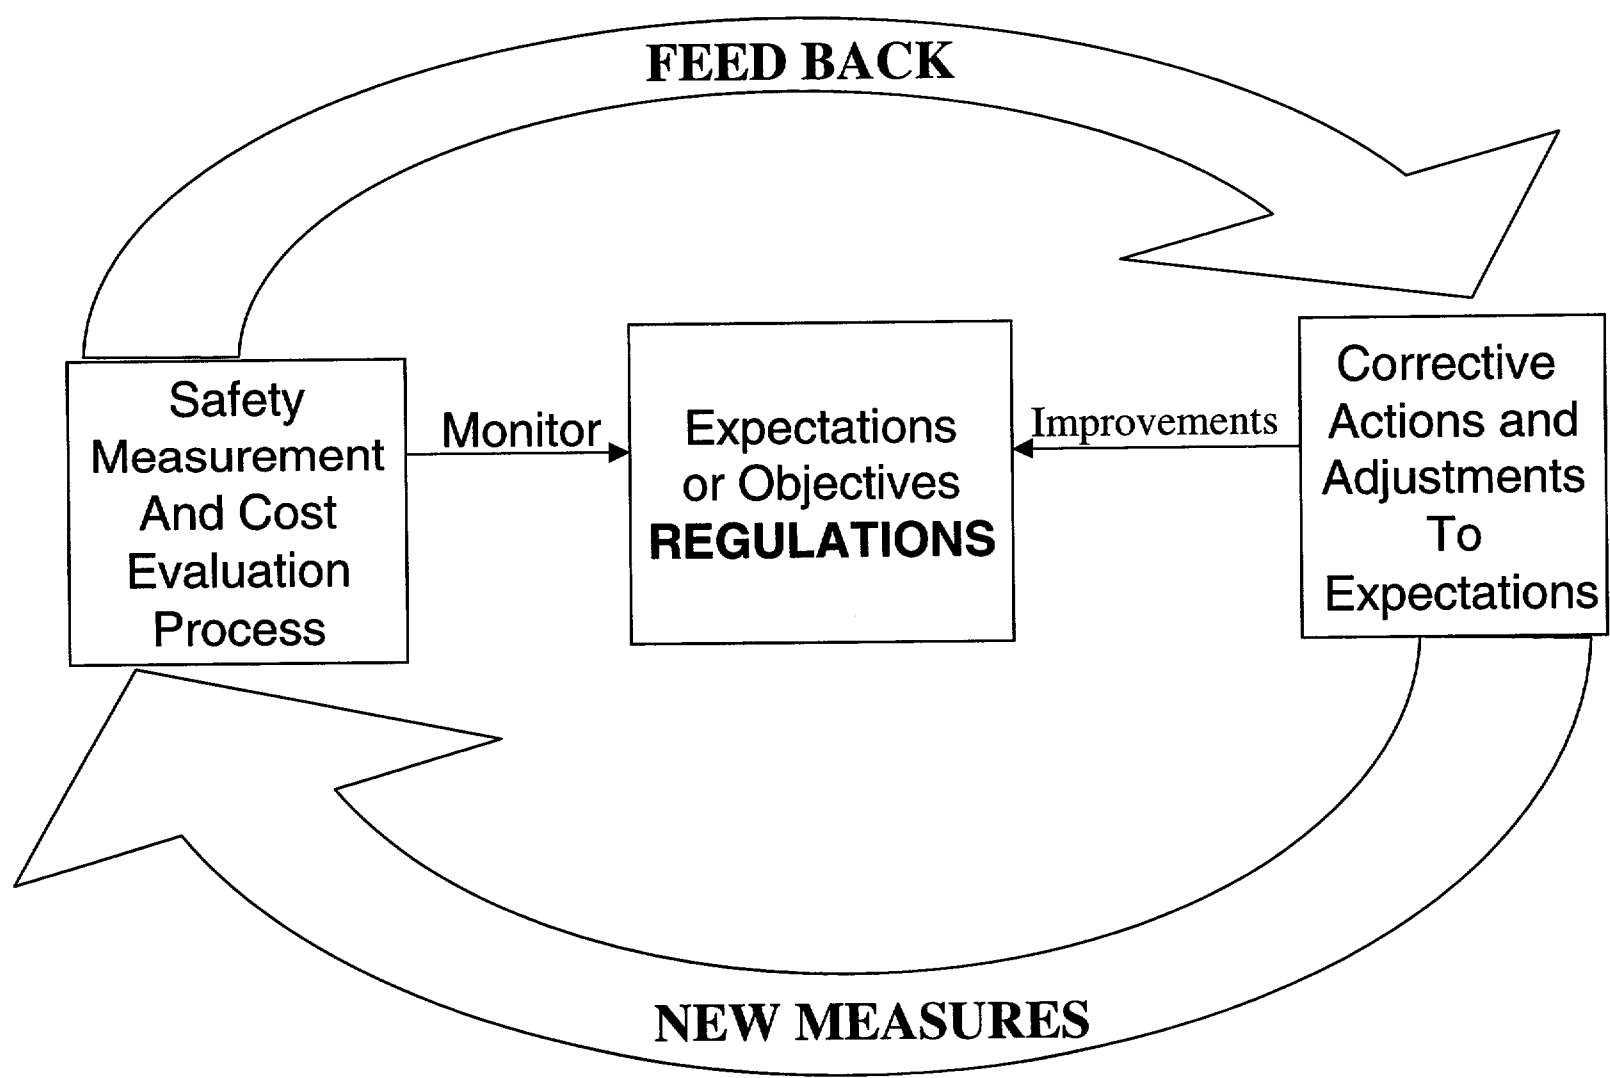 FEED BACK
Safety
Measurement
And Cost
Evaluation
Process
Monitor
Expectations
or Objectives
REGULATIONS
Improvements
Corrective
Actions and
Adjustments
To
Expectations
NEW MEASURES